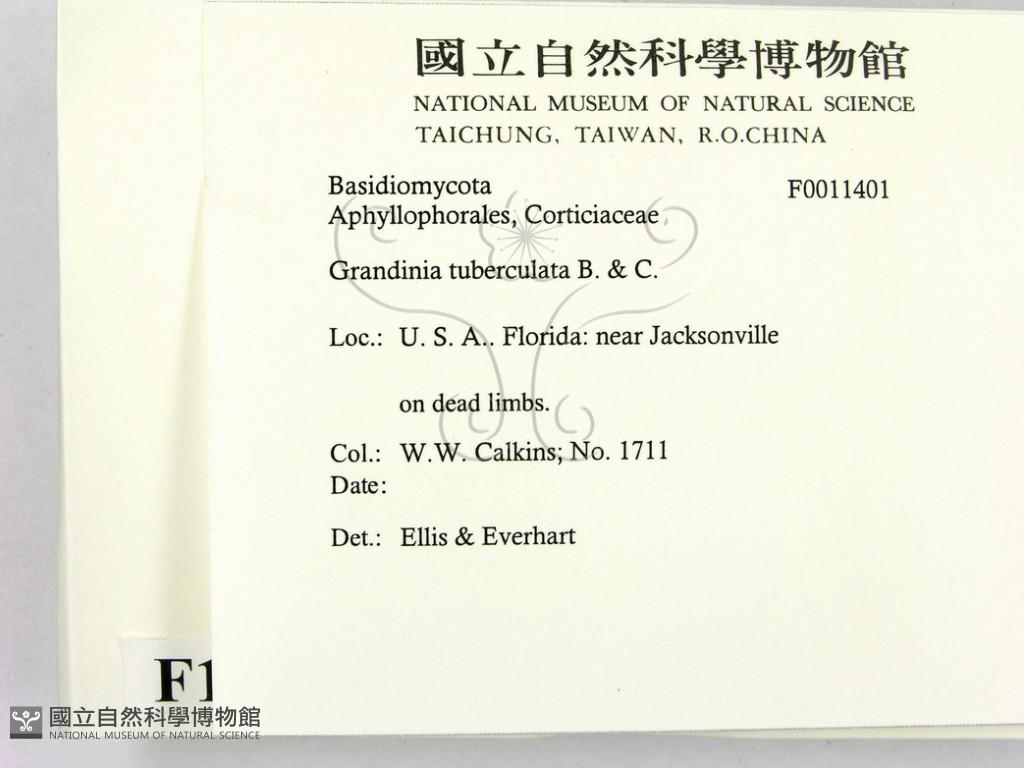 國立自然科學博物館
NATIONAL MUSEUM OF NATURAL SCIENCE
TAICHUNG, TAIWAN, R.O.CHINA
Basidiomycota F0011401
Aphyllophorales, Corticiaceae
Grandinia tuberculata B. & C.
Loc.: U. S. A.. Florida: near Jacksonville
on dead limbs.
Col.: W.W. Calkins; No. 1711
Date:
Det.: Ellis & Everhart
F1
國立自然科學博物館
NATIONAL MUSEUM OF NATURAL SCIENCE